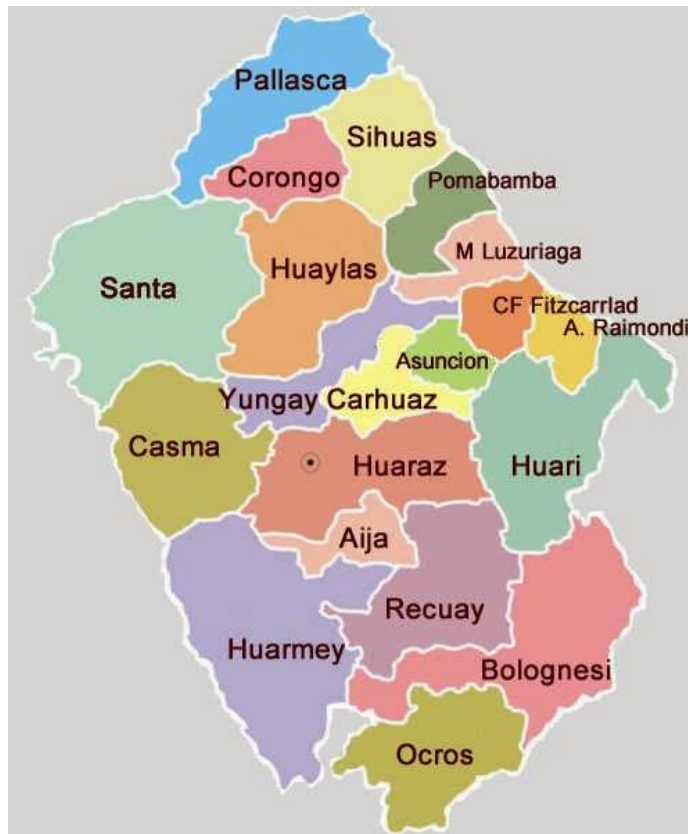 Pallasca
Sihuas
Corongo
Pomabamba
M Luzuriaga
Huaylas
Santa
CF Fitzcarrlad
A. Raimondi
Asuncion
Yungay
Carhuaz
Casma
Huaraz
Huari
Aija
Recuay
Huarmey
Bolognesi
Ocros